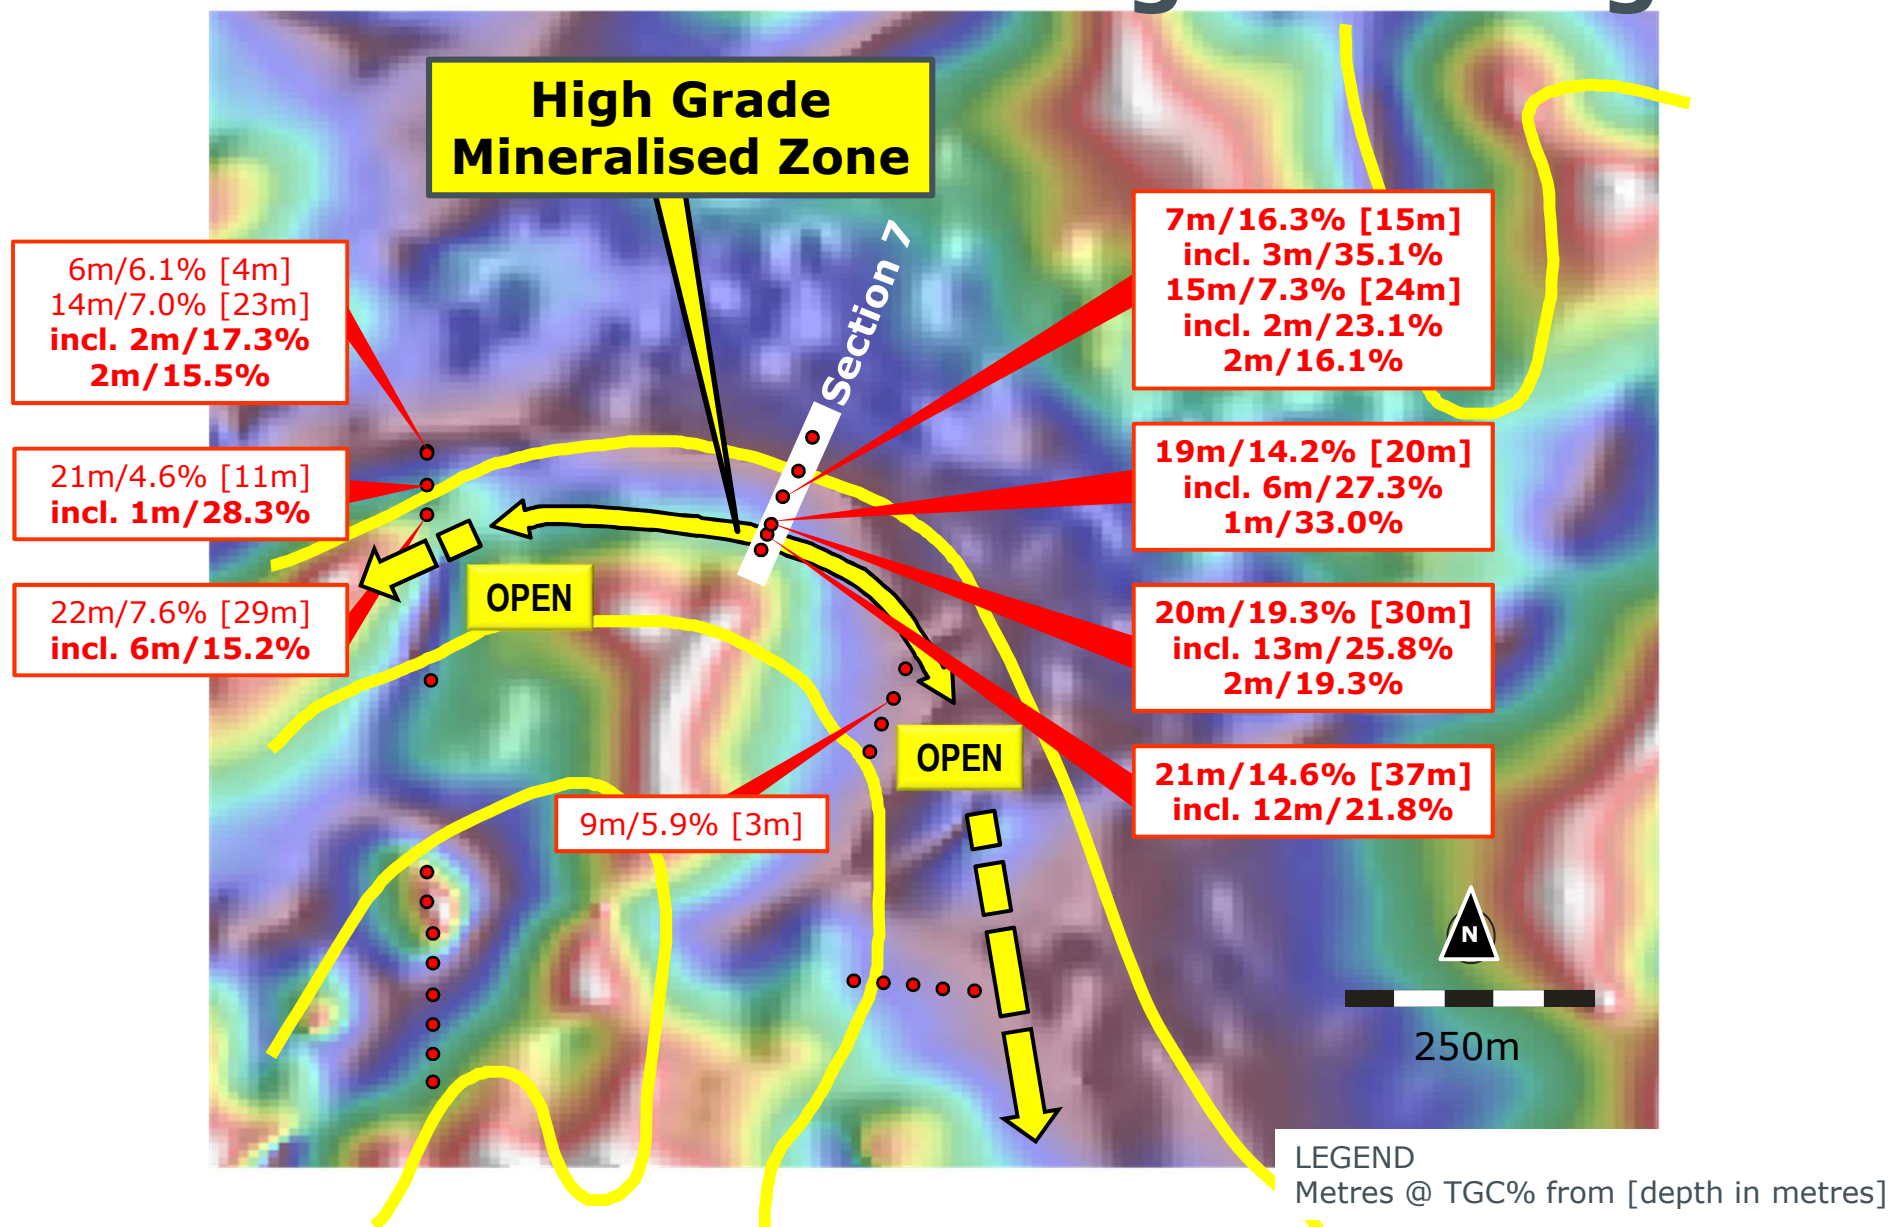 High Grade
Mineralised Zone
Section 7
6m/6.1% [4m]
14m/7.0% [23m]
incl. 2m/17.3%
2m/15.5%
21m/4.6% [11m]
incl. 1m/28.3%
22m/7.6% [29m]
incl. 6m/15.2%
OPEN
7m/16.3% [15m]
incl. 3m/35.1%
15m/7.3% [24m]
incl. 2m/23.1%
2m/16.1%
19m/14.2% [20m]
incl. 6m/27.3%
1m/33.0%
20m/19.3% [30m]
incl. 13m/25.8%
2m/19.3%
21m/14.6% [37m]
incl. 12m/21.8%
OPEN
9m/5.9% [3m]
N
250m
LEGEND
Metres @ TGC% from [depth in metres]